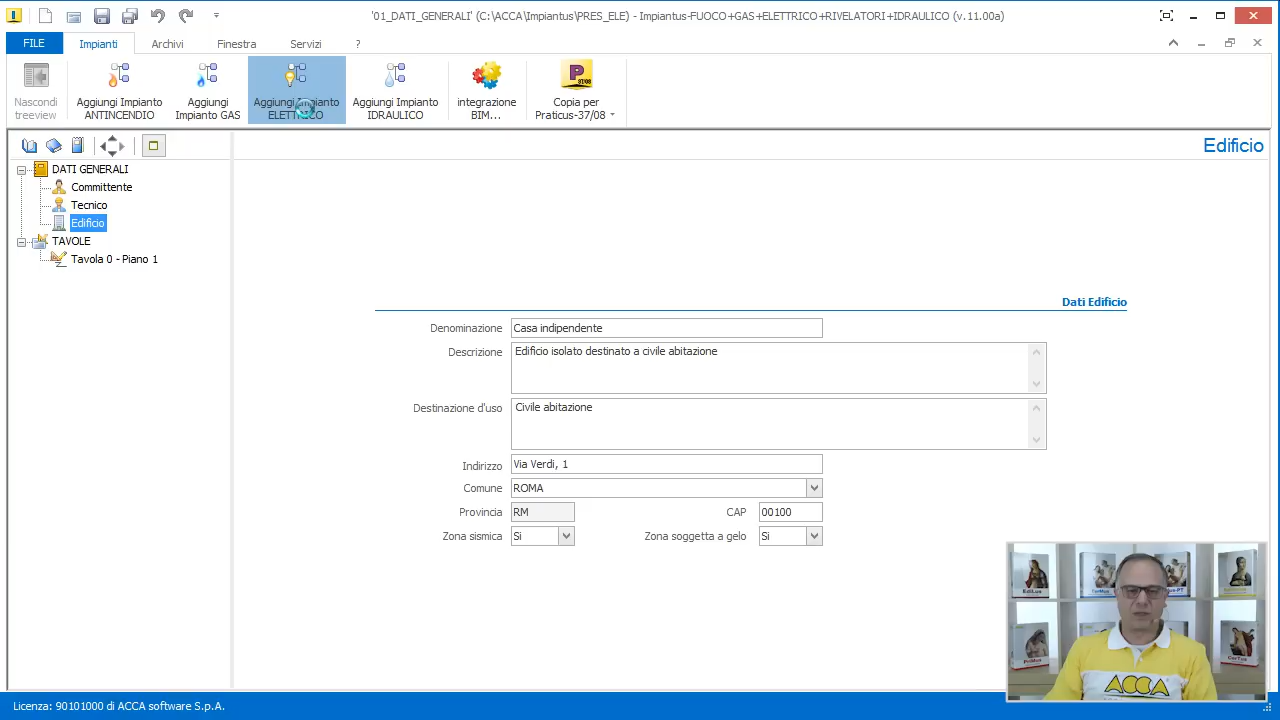 '01_DATI_GENERALI' (C:\ACCA\Impiantus\PRES_ELE) - Impiantus-FUOCO+GAS+ELETTRICO+RIVELATORI+IDRAULICO (v.11.00a)
FILE
Impianti
Archivi
Finestra
Servizi
?
Nascondi
treeview
Aggiungi Impianto
ANTINCENDIO
Aggiungi
Impianto GAS
Aggiungi Impianto
ELETTRICO
Aggiungi Impianto
IDRAULICO
integrazione
BIM...
Copia per
Praticus-37/08
Edificio
DATI GENERALI
Committente
Tecnico
Edificio
TAVOLE
Tavola 0 - Piano 1
Dati Edificio
Denominazione Casa indipendente
Descrizione Edificio isolato destinato a civile abitazione
Destinazione d'uso Civile abitazione
Indirizzo Via Verdi, 1
Comune ROMA
Provincia RM CAP 00100
Zona sismica Si Zona soggetta a gelo Si
EdiLus
PriMus
CerTus
ACCA
Licenza: 90101000 di ACCA software S.p.A.